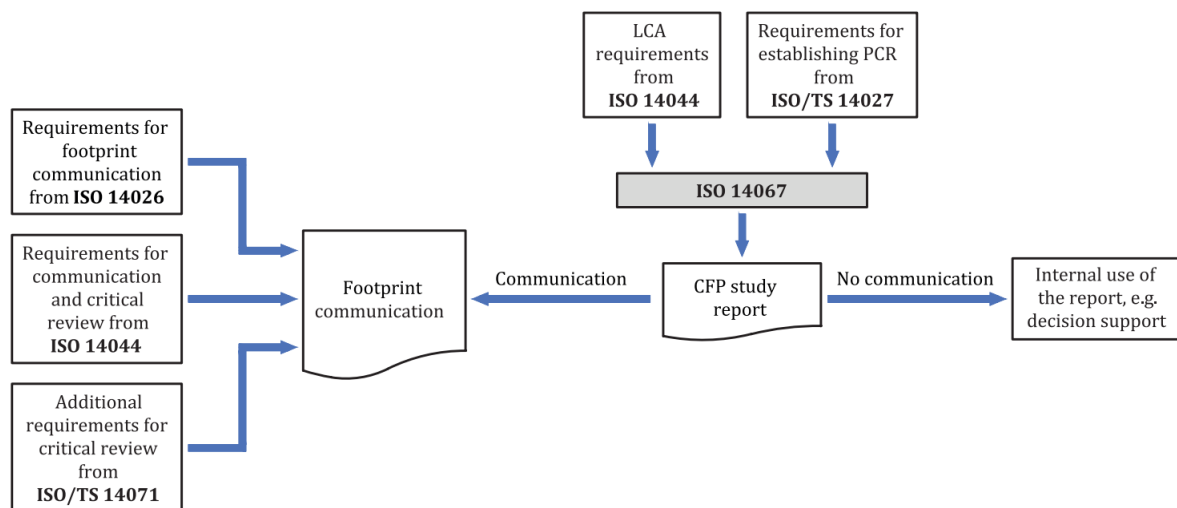 LCA
requirements
from
ISO 14044
Requirements for
establishing PCR
from
ISO/TS 14027
Requirements for
footprint
communication
from ISO 14026
ISO 14067
Requirements for
communication
and critical
review from
ISO 14044
Footprint
communication
Communication
CFP study
report
No communication
Internal use of
the report, e.g.
decision support
Additional
requirements for
critical review
from
ISO/TS 14071